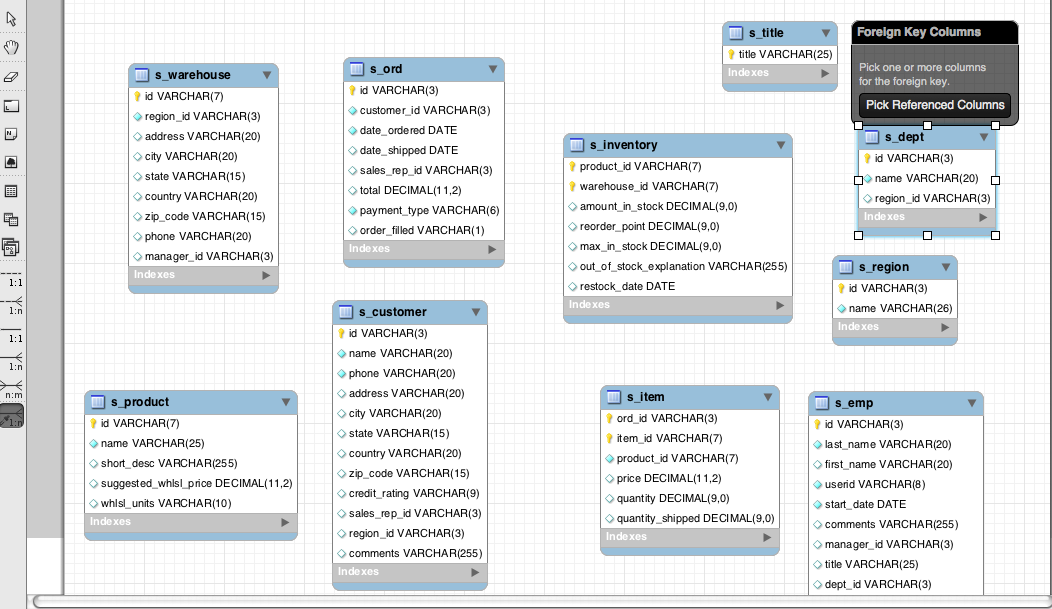 s_title
title VARCHAR(25)
Indexes
Foreign Key Columns
Pick one or more columns
for the foreign key.
Pick Referenced Columns
s_warehouse
id VARCHAR(7)
region_id VARCHAR(3)
address VARCHAR(20)
city VARCHAR(20)
state VARCHAR(15)
country VARCHAR(20)
zip_code VARCHAR(15)
phone VARCHAR(20)
manager_id VARCHAR(3)
Indexes
s_ord
id VARCHAR(3)
customer_id VARCHAR(3)
date_ordered DATE
date_shipped DATE
sales_rep_id VARCHAR(3)
total DECIMAL(11,2)
payment_type VARCHAR(6)
order_filled VARCHAR(1)
Indexes
s_inventory
product_id VARCHAR(7)
warehouse_id VARCHAR(7)
amount_in_stock DECIMAL(9,0)
reorder_point DECIMAL(9,0)
max_in_stock DECIMAL(9,0)
out_of_stock_explanation VARCHAR(255)
restock_date DATE
Indexes
s_dept
id VARCHAR(3)
name VARCHAR(20)
region_id VARCHAR(3)
Indexes
s_region
id VARCHAR(3)
name VARCHAR(26)
Indexes
s_customer
id VARCHAR(3)
name VARCHAR(20)
phone VARCHAR(20)
address VARCHAR(20)
city VARCHAR(20)
state VARCHAR(15)
country VARCHAR(20)
zip_code VARCHAR(15)
credit_rating VARCHAR(9)
sales_rep_id VARCHAR(3)
region_id VARCHAR(3)
comments VARCHAR(255)
Indexes
s_product
id VARCHAR(7)
name VARCHAR(25)
short_desc VARCHAR(255)
suggested_whlsl_price DECIMAL(11,2)
whlsl_units VARCHAR(10)
Indexes
s_item
ord_id VARCHAR(3)
item_id VARCHAR(7)
product_id VARCHAR(7)
price DECIMAL(11,2)
quantity DECIMAL(9,0)
quantity_shipped DECIMAL(9,0)
Indexes
s_emp
id VARCHAR(3)
last_name VARCHAR(20)
first_name VARCHAR(20)
userid VARCHAR(8)
start_date DATE
comments VARCHAR(255)
manager_id VARCHAR(3)
title VARCHAR(25)
dept_id VARCHAR(3)
1:1
1:n
1:1
1:n
n:m
1:n